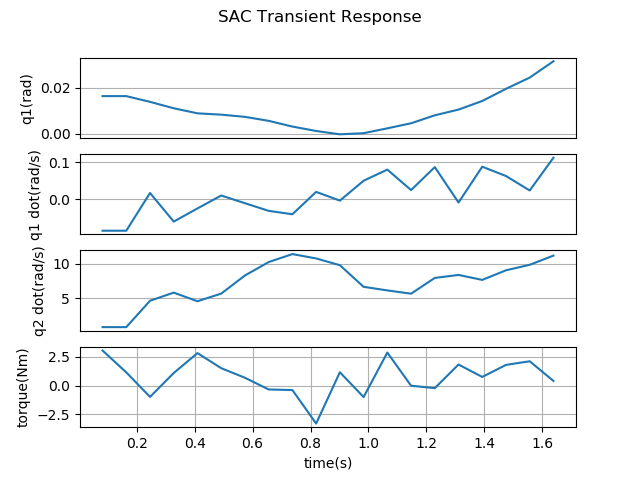 SAC Transient Response
q1(rad)
0.02
0.00
q1 dot(rad/s)
0.1
0.0
q2 dot(rad/s)
10
5
torque(Nm)
2.5
0.0
−2.5
0.2 0.4 0.6 0.8 1.0 1.2 1.4 1.6
time(s)